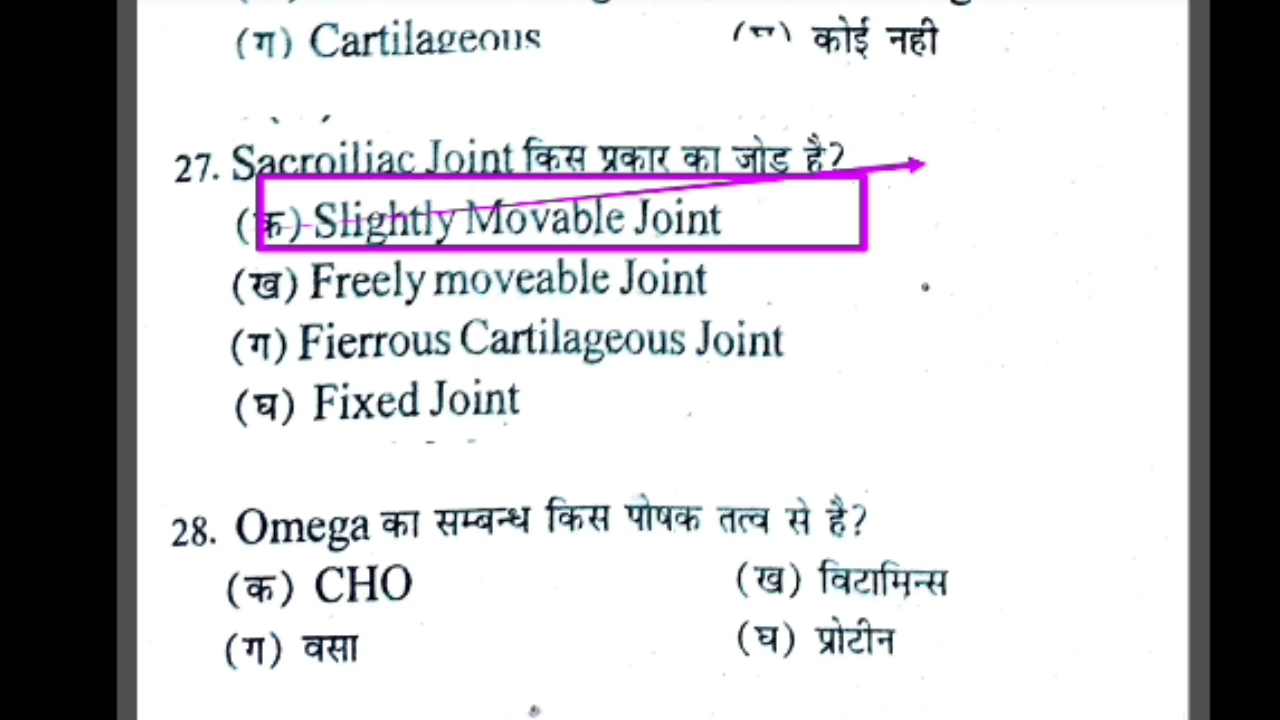 (ग) Cartilageous कोई नही
27. Sacroiliac Joint किस प्रकार का जोड़ है?
(क) Slightly Movable Joint
(ख) Freely moveable Joint
(ग) Fierrous Cartilageous Joint
(घ) Fixed Joint
28. Omega का सम्बन्ध किस पोषक तत्व से है?
(क) CHO (ख) विटामिन्स
(ग) वसा (घ) प्रोटीन